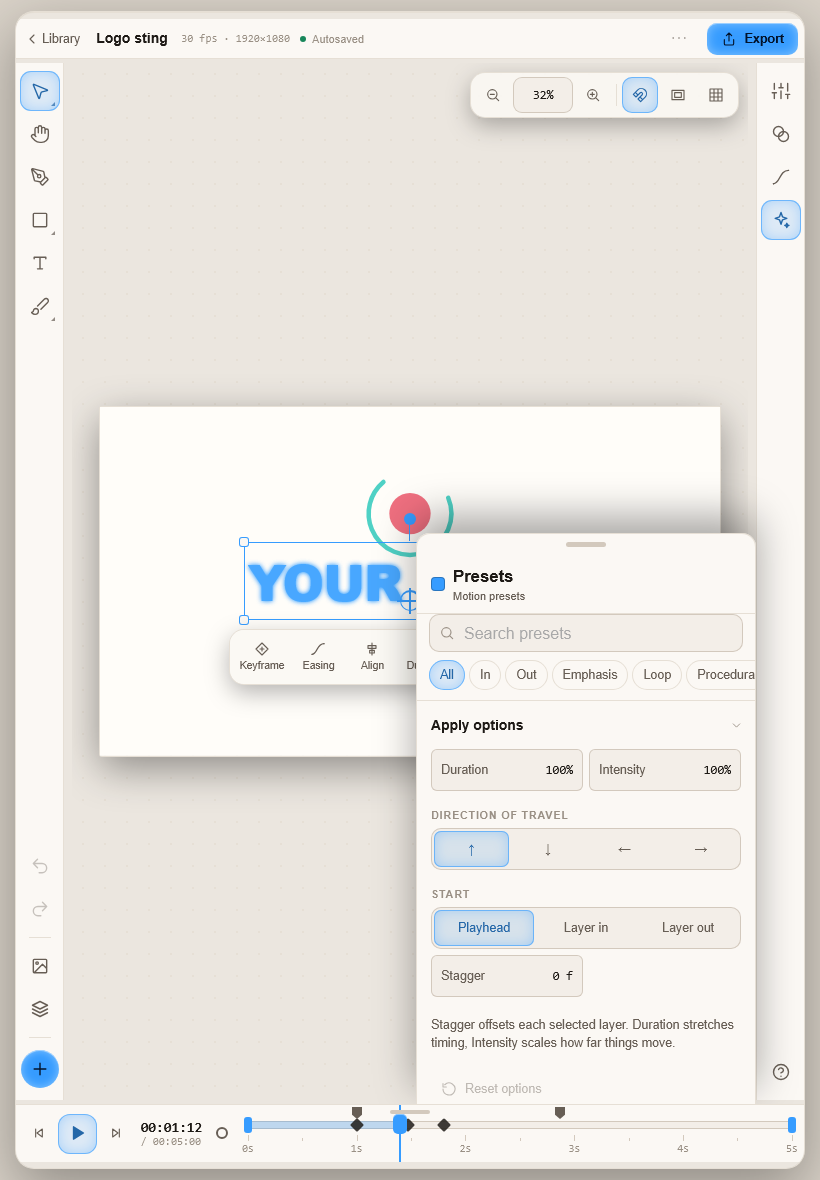 Library Logo sting 30 fps · 1920×1080 Autosaved ··· Export
32%
YOUR
Keyframe Easing Align Du
Presets
Motion presets
Search presets
All In Out Emphasis Loop Procedura
Apply options
Duration 100% Intensity 100%
DIRECTION OF TRAVEL
↑ ↓ ← →
START
Playhead Layer in Layer out
Stagger 0 f
Stagger offsets each selected layer. Duration stretches
timing, Intensity scales how far things move.
Reset options
00:01:12
/ 00:05:00
0s 1s 2s 3s 4s 5s